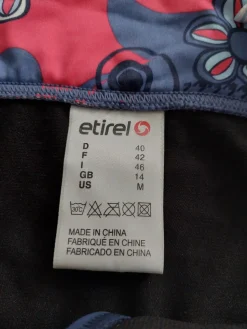 etirel
D 40
F 42
I 46
GB 14
US M
MADE IN CHINA
FABRIQUÉ EN CHINE
FABRICADO EN CHINA